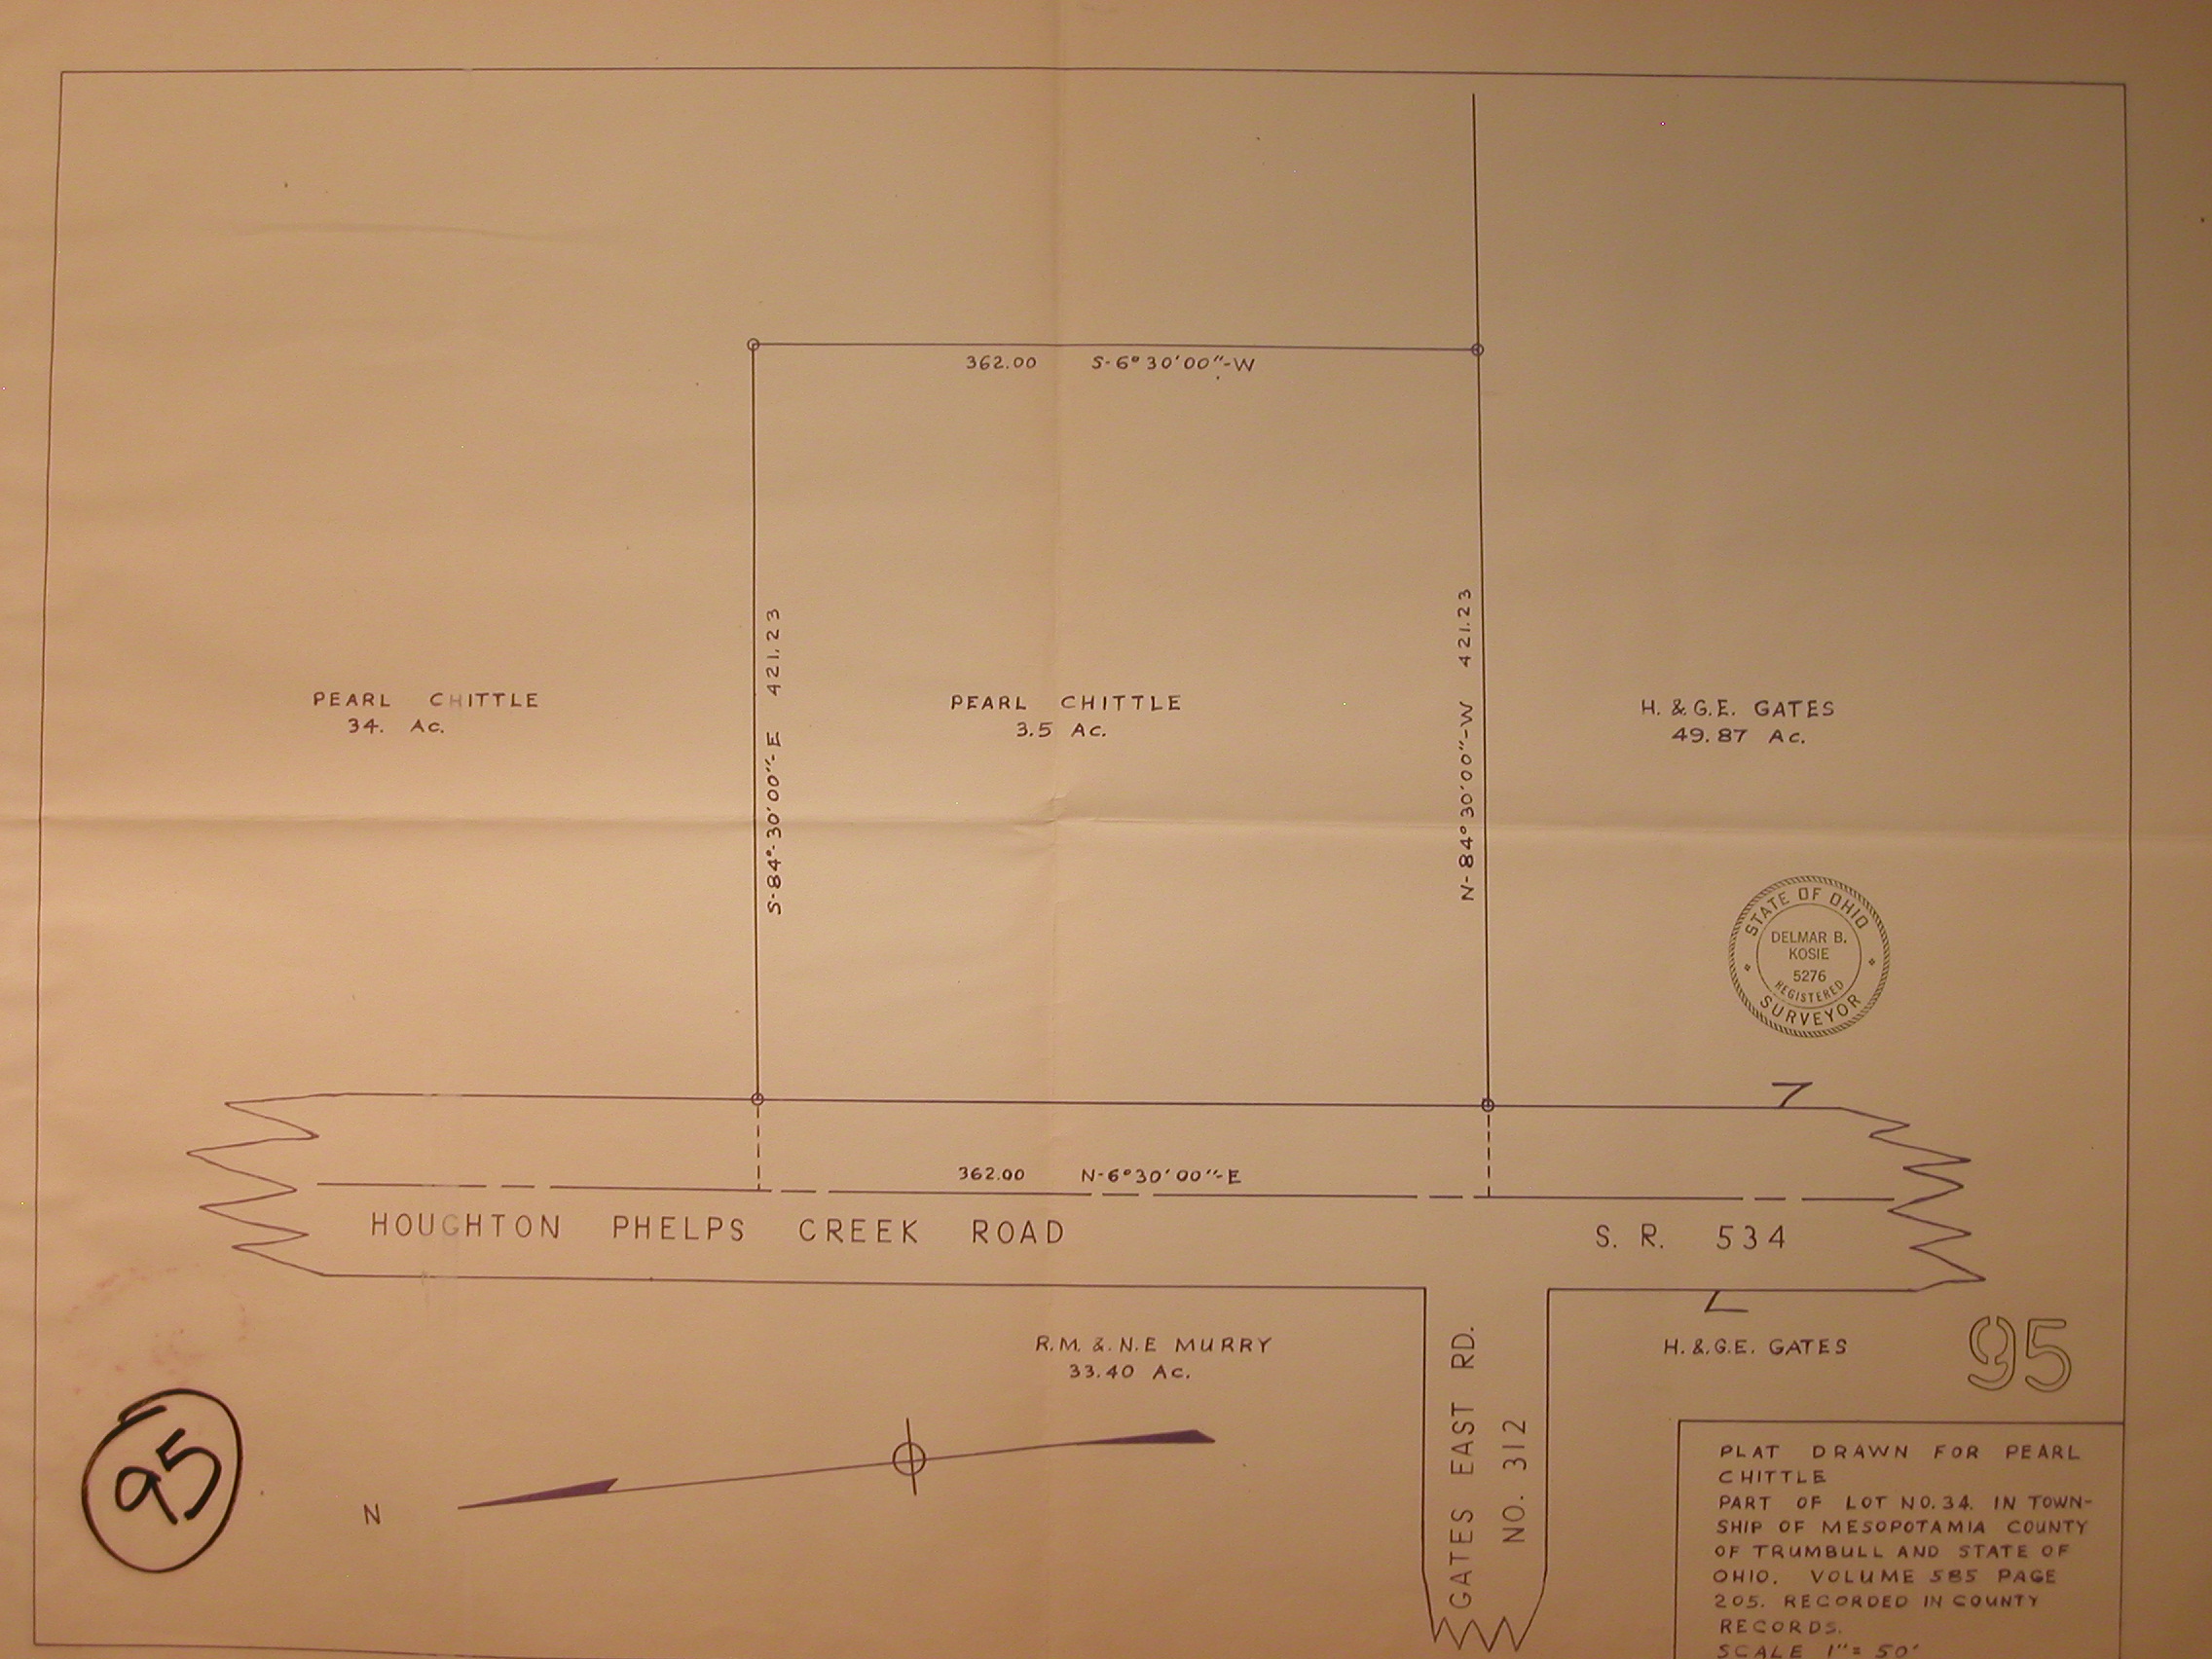 362.00 S-6°30'00"-W
S-84°-30'00"-E 421.23
N-84°30'00"-W 421.23
PEARL CHITTLE
34. Ac.
PEARL CHITTLE
3.5 Ac.
H. & G.E. GATES
49.87 Ac.
STATE OF OHIO
DELMAR B.
KOSIE
5276
REGISTERED
SURVEYOR
362.00 N-6°30'00"-E
HOUGHTON PHELPS CREEK ROAD S. R. 534
R.M. & N.E MURRY
33.40 Ac.
GATES EAST RD.
NO. 312
H. & G.E. GATES
95
95
N
PLAT DRAWN FOR PEARL
CHITTLE
PART OF LOT NO. 34. IN TOWN-
SHIP OF MESOPOTAMIA COUNTY
OF TRUMBULL AND STATE OF
OHIO. VOLUME 585 PAGE
205. RECORDED IN COUNTY
RECORDS.
SCALE 1"= 50'